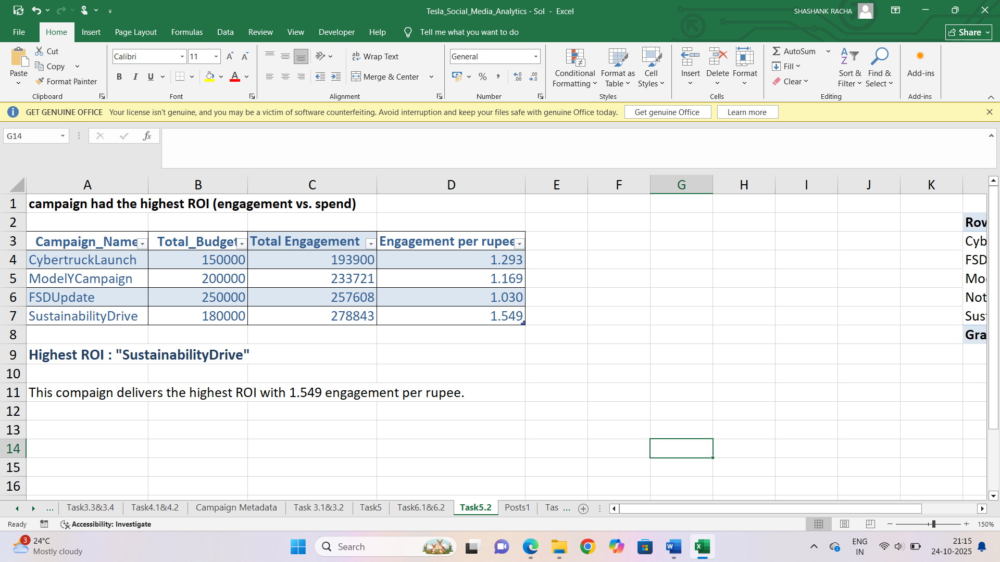 Tesla_Social_Media_Analytics - Sol - Excel
SHASHANK RACHA
File Home Insert Page Layout Formulas Data Review View Developer Help Tell me what you want to do Share
Paste
Cut
Copy
Format Painter
Clipboard
Calibri 11
B I U
Font
Wrap Text
Merge & Center
Alignment
General
Number
Conditional Formatting
Format as Table
Cell Styles
Styles
Insert Delete Format
Cells
AutoSum
Fill
Clear
Sort & Filter
Find & Select
Editing
Add-ins
Add-ins
GET GENUINE OFFICE Your license isn't genuine, and you may be a victim of software counterfeiting. Avoid interruption and keep your files safe with genuine Office today. Get genuine Office Learn more
G14 fx
A B C D E F G H I J K
1 campaign had the highest ROI (engagement vs. spend)
2 Rov
3 Campaign_Name Total_Budget Total Engagement Engagement per rupee Cyb
4 CybertruckLaunch 150000 193900 1.293 FSD
5 ModelYCampaign 200000 233721 1.169 Mo
6 FSDUpdate 250000 257608 1.030 Not
7 SustainabilityDrive 180000 278843 1.549 Sus
8 Gra
9 Highest ROI : "SustainabilityDrive"
10
11 This compaign delivers the highest ROI with 1.549 engagement per rupee.
12
13
14
15
16
... Task3.3&3.4 Task4.1&4.2 Campaign Metadata Task 3.1&3.2 Task5 Task6.1&6.2 Task5.2 Posts1 Tas ...
Ready Accessibility: Investigate 150%
3 24°C
Mostly cloudy
Search
ENG
IN
21:15
24-10-2025